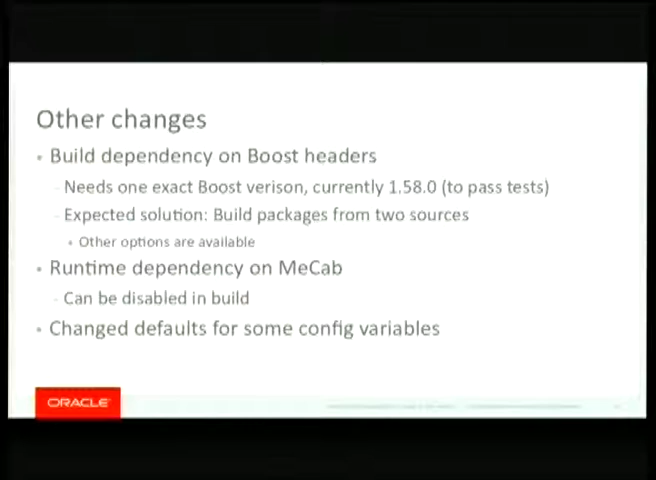 Other changes
• Build dependency on Boost headers
- Needs one exact Boost verison, currently 1.58.0 (to pass tests)
- Expected solution: Build packages from two sources
• Other options are available
• Runtime dependency on MeCab
- Can be disabled in build
• Changed defaults for some config variables
ORACLE